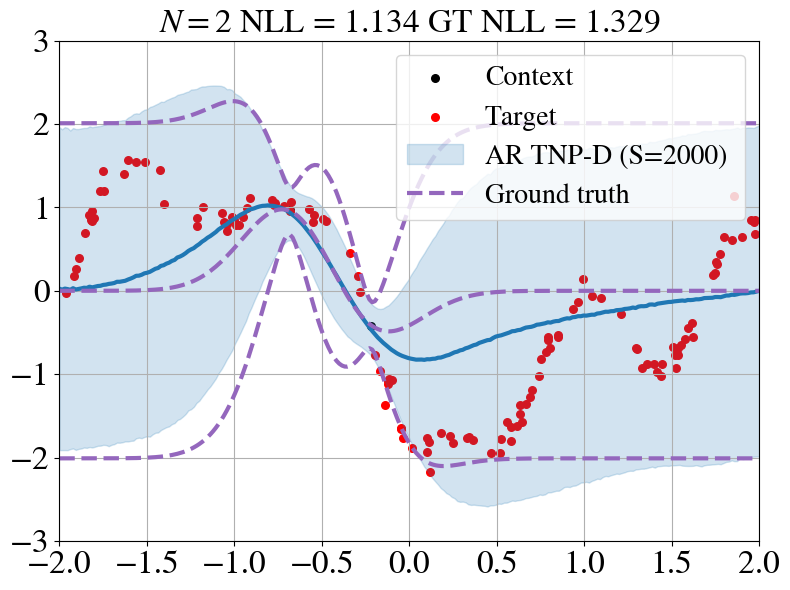 N = 2 NLL = 1.134 GT NLL = 1.329
3
2
1
0
−1
−2
−3
Context
Target
AR TNP-D (S=2000)
Ground truth
−2.0 −1.5 −1.0 −0.5 0.0 0.5 1.0 1.5 2.0